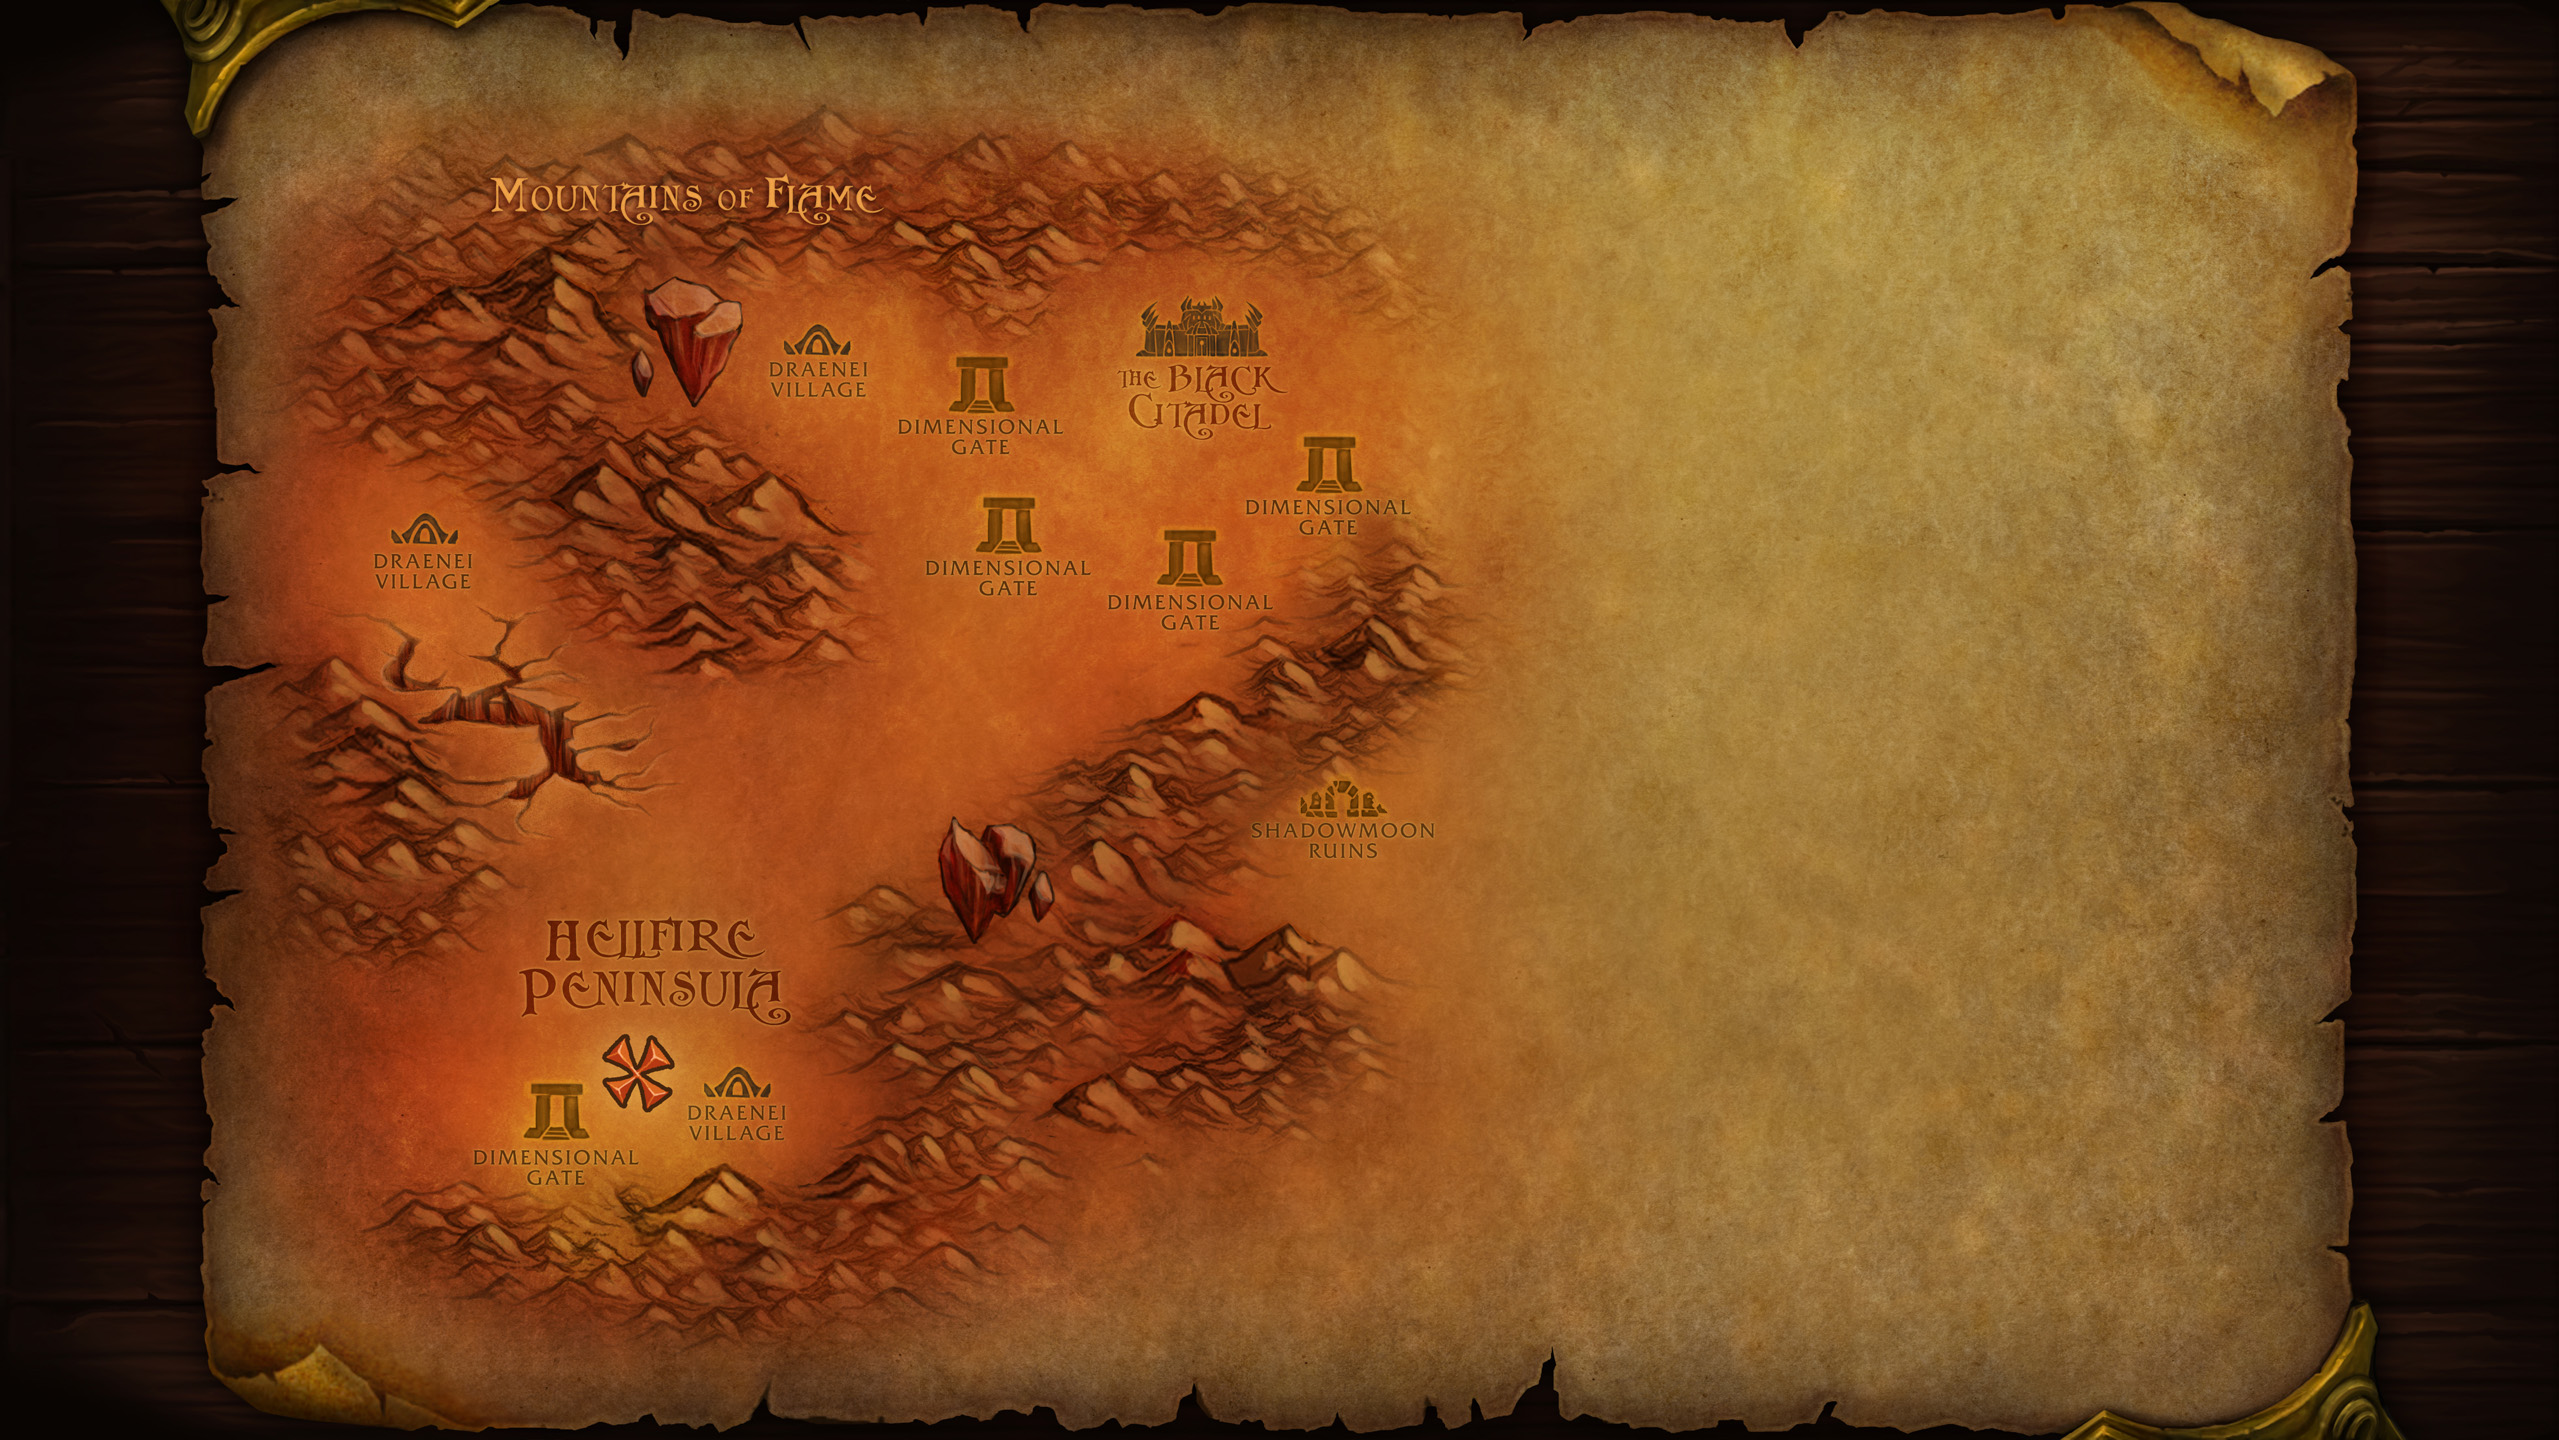 MOUNTAINS OF FLAME
DRAENEI
VILLAGE
DIMENSIONAL
GATE
THE BLACK
CITADEL
DIMENSIONAL
GATE
DRAENEI
VILLAGE
DIMENSIONAL
GATE
DIMENSIONAL
GATE
SHADOWMOON
RUINS
HELLFIRE
PENINSULA
DIMENSIONAL
GATE
DRAENEI
VILLAGE